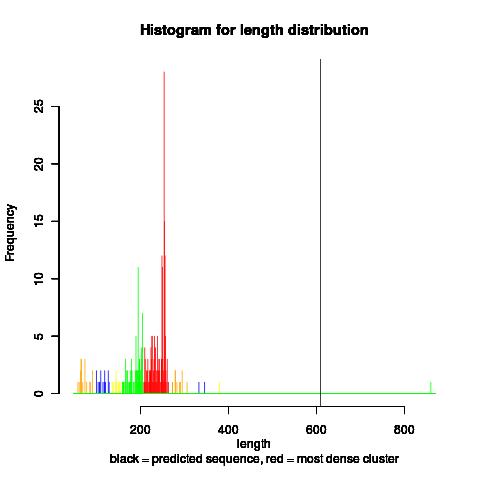 Histogram for length distribution
Frequency
25
20
15
10
5
0
200 400 600 800
length
black = predicted sequence, red = most dense cluster